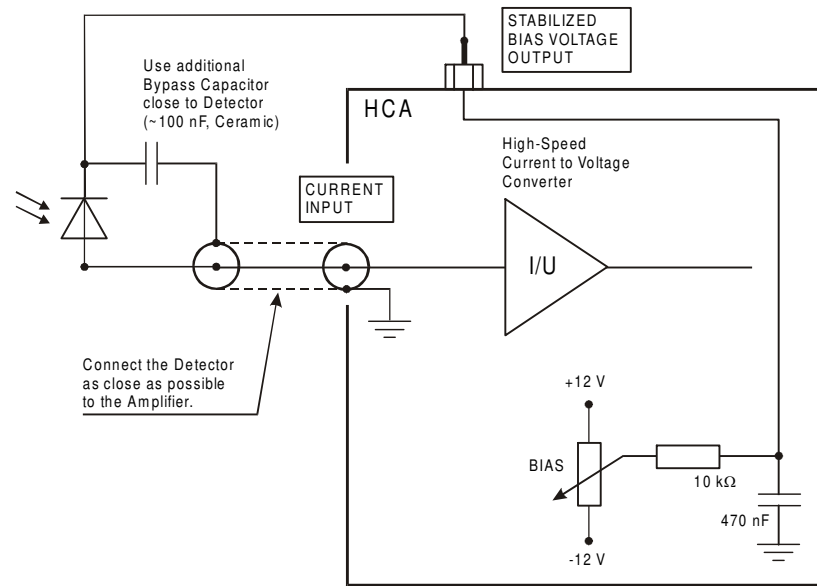 STABILIZED
BIAS VOLTAGE
OUTPUT
Use additional
Bypass Capacitor
close to Detector
(~100 nF, Ceramic)
HCA
High-Speed
Current to Voltage
Converter
CURRENT
INPUT
I/U
Connect the Detector
as close as possible
to the Amplifier.
+12 V
BIAS
10 kΩ
470 nF
-12 V